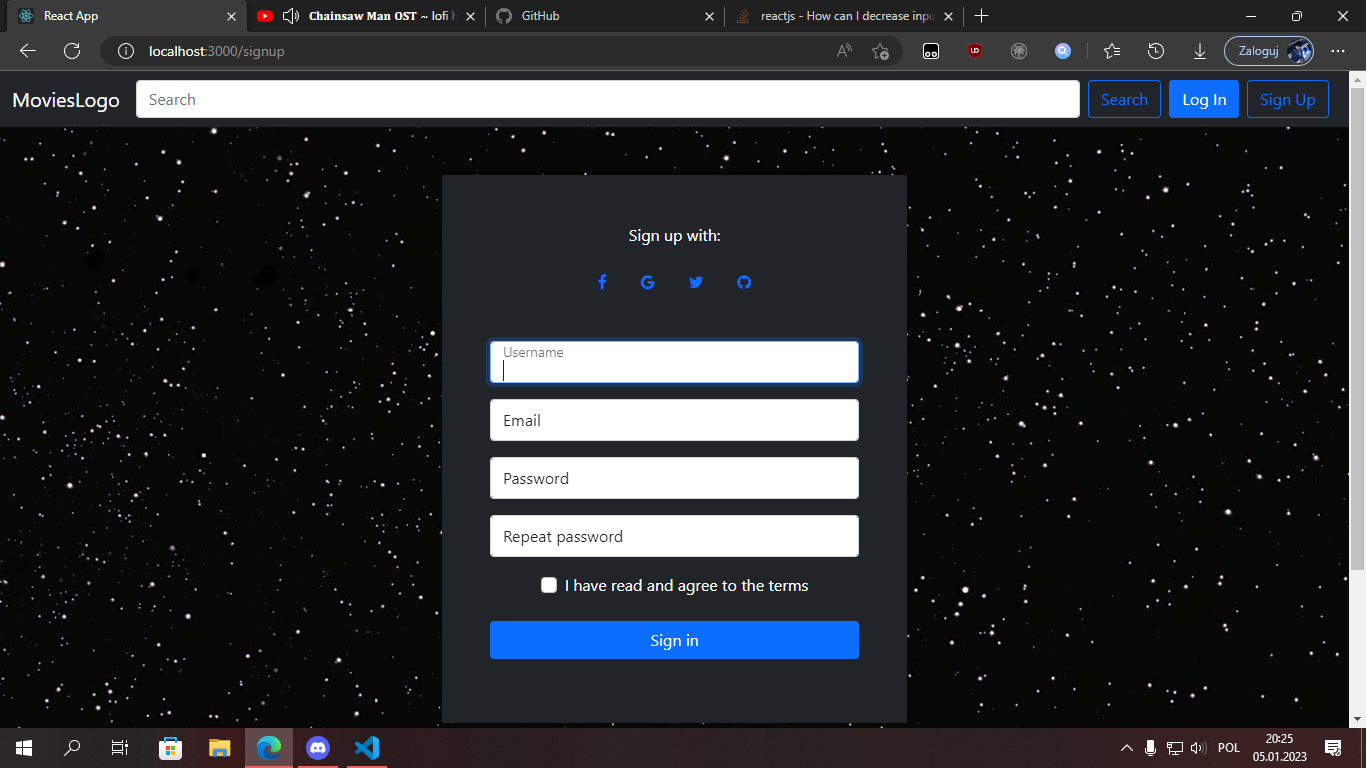 React App
𝐂𝐡𝐚𝐢𝐧𝐬𝐚𝐰 𝐌𝐚𝐧 𝐎𝐒𝐓 ~ lofi h
GitHub
reactjs - How can I decrease inpu
localhost:3000/signup
Zaloguj
MoviesLogo
Search
Search
Log In
Sign Up
Sign up with:
Username
Email
Password
Repeat password
I have read and agree to the terms
Sign in
POL
20:25
05.01.2023